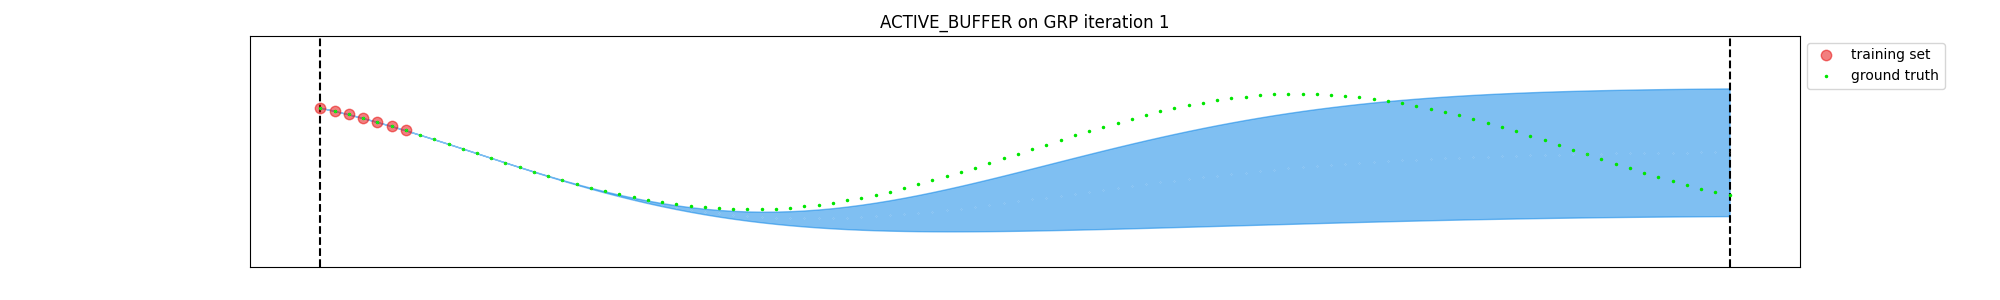 ACTIVE_BUFFER on GRP iteration 1
training set
ground truth